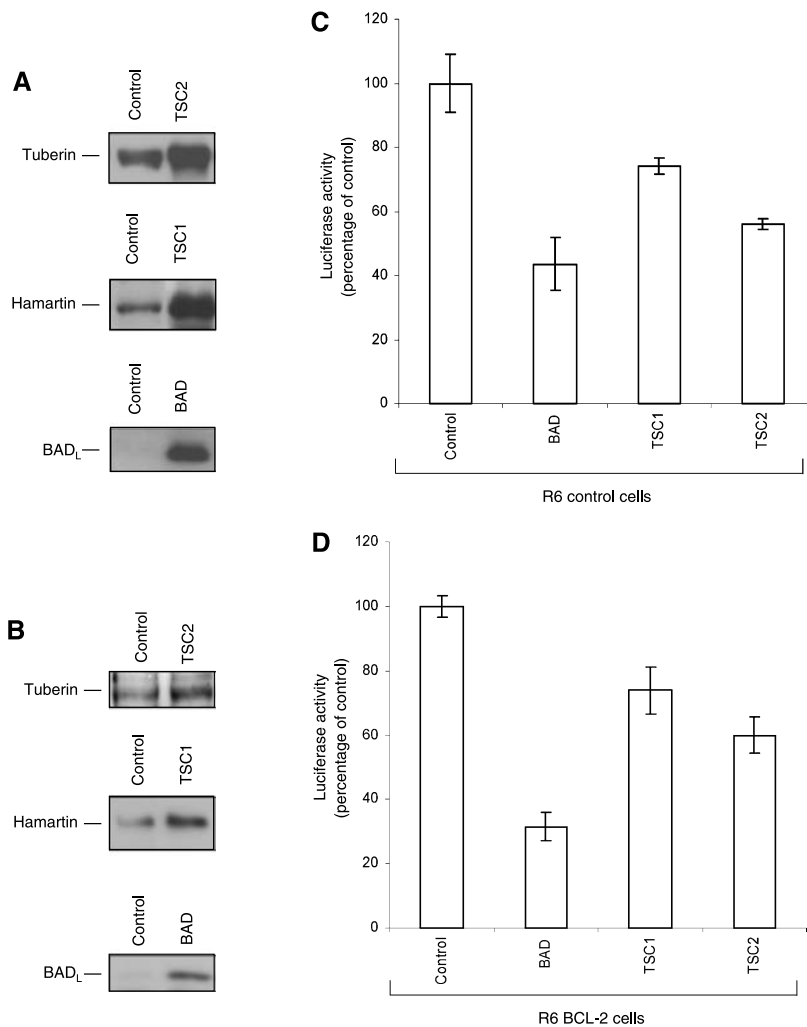 A
Control
TSC2
Tuberin
Control
TSC1
Hamartin
Control
BAD
BADL
B
Control
TSC2
Tuberin
Control
TSC1
Hamartin
Control
BAD
BADL
C
120
100
80
60
40
20
0
Luciferase activity
(percentage of control)
Control
BAD
TSC1
TSC2
R6 control cells
D
120
100
80
60
40
20
0
Luciferase activity
(percentage of control)
Control
BAD
TSC1
TSC2
R6 BCL-2 cells